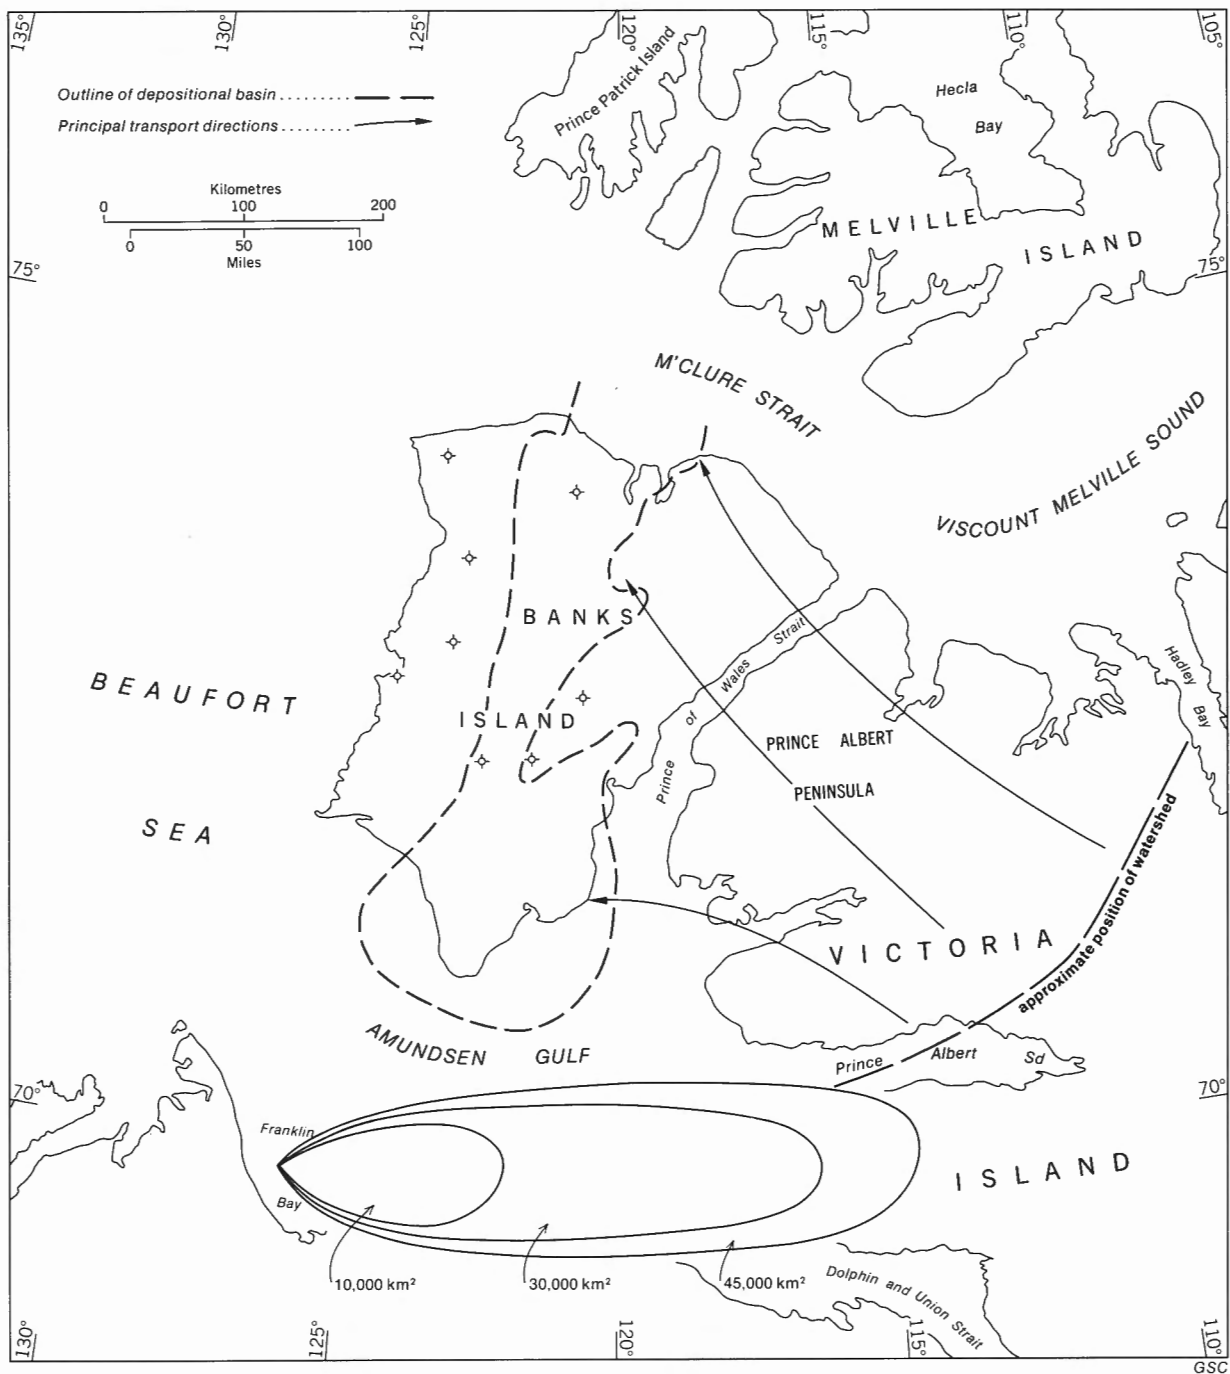 135°
130°
125°
120°
115°
110°
105°
Outline of depositional basin ........
Principal transport directions .........
Kilometres
0 100 200
0 50 100
Miles
Prince Patrick Island
Hecla
Bay
MELVILLE
ISLAND
75°
75°
M'CLURE STRAIT
VISCOUNT MELVILLE SOUND
BANKS
ISLAND
BEAUFORT
SEA
Prince of Wales Strait
Hadley
Bay
PRINCE ALBERT
PENINSULA
approximate position of watershed
VICTORIA
AMUNDSEN GULF
Prince Albert Sd
70°
70°
Franklin
Bay
ISLAND
10,000 km²
30,000 km²
45,000 km²
Dolphin and Union Strait
130°
125°
120°
115°
110°
GSC